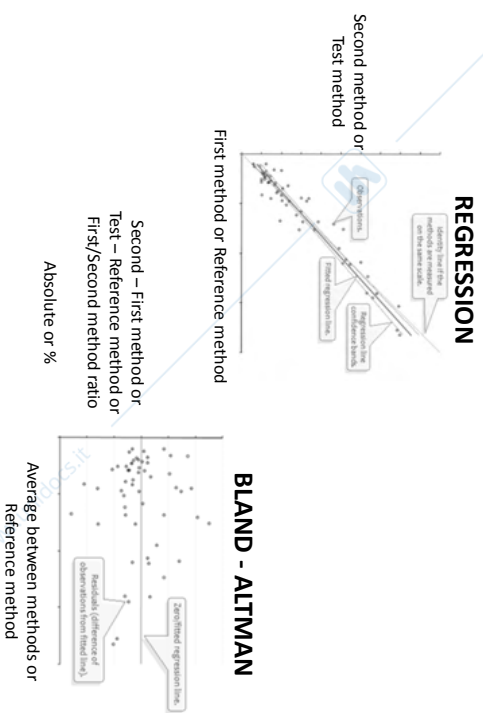 REGRESSION
Second method or
Test method
Identity line if the
methods are measured
on the same scale.
Observations.
Regression line
confidence bands.
Fitted regression line.
First method or Reference method
BLAND - ALTMAN
Second – First method or
Test – Reference method or
First/Second method ratio
Absolute or %
Zero/fitted regression line.
Residuals (difference of
observations from fitted line).
Average between methods or
Reference method
docs.it